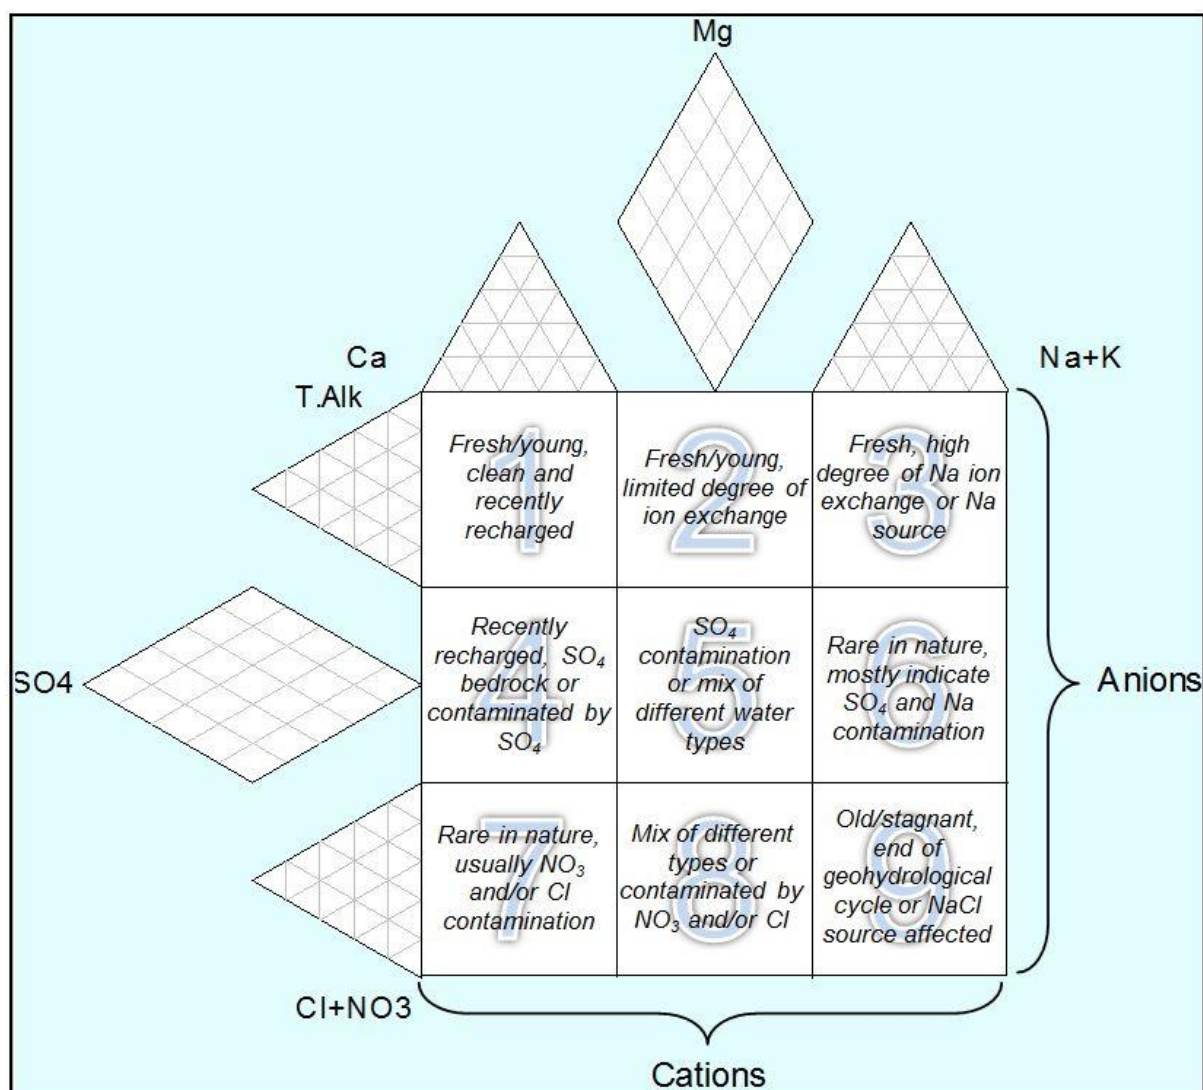 Mg
Ca
Na+K
T.Alk
1
Fresh/young,
clean and
recently
recharged
2
Fresh/young,
limited degree of
ion exchange
3
Fresh, high
degree of Na ion
exchange or Na
source
SO4
4
Recently
recharged, SO₄
bedrock or
contaminated by
SO₄
5
SO₄
contamination
or mix of
different water
types
6
Rare in nature,
mostly indicate
SO₄ and Na
contamination
Anions
7
Rare in nature,
usually NO₃
and/or Cl
contamination
8
Mix of different
types or
contaminated by
NO₃ and/or Cl
9
Old/stagnant,
end of
geohydrological
cycle or NaCl
source affected
Cl+NO3
Cations